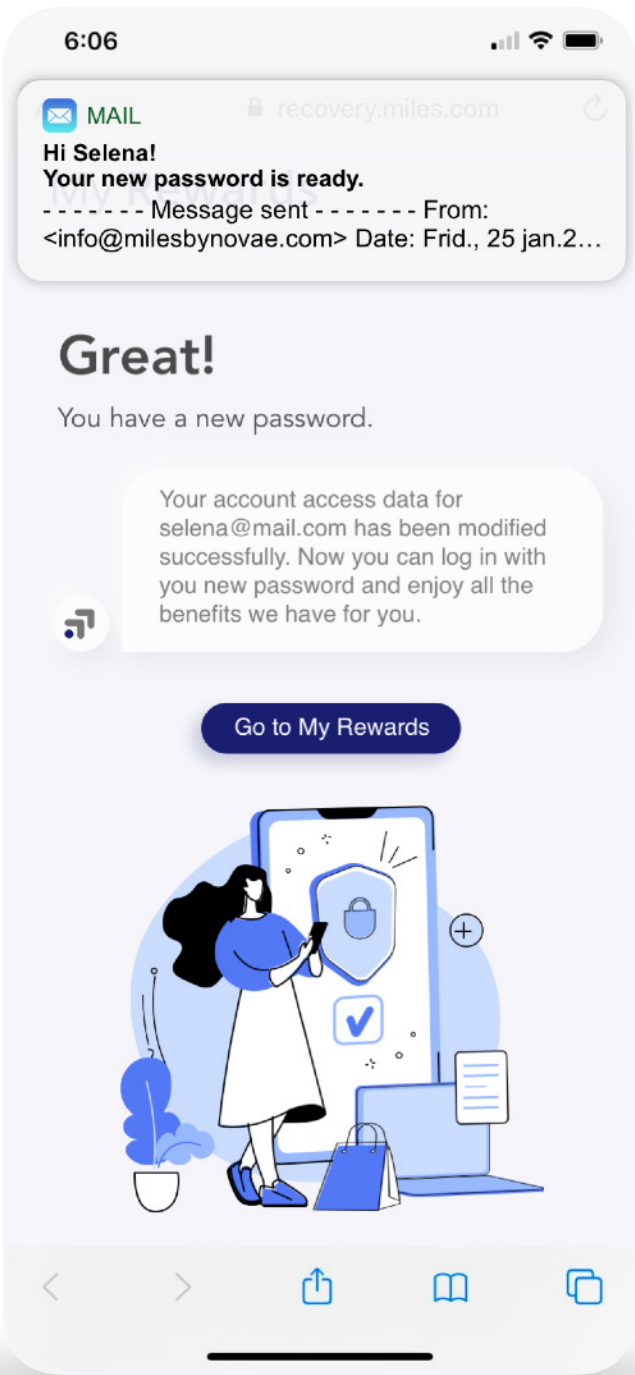 6:06
MAIL
recovery.miles.com
Hi Selena!
Your new password is ready.
My Rewards
- - - - - - - Message sent - - - - - - - From:
<info@milesbynovae.com> Date: Frid., 25 jan.2…
Great!
You have a new password.
Your account access data for
selena@mail.com has been modified
successfully. Now you can log in with
you new password and enjoy all the
benefits we have for you.
Go to My Rewards